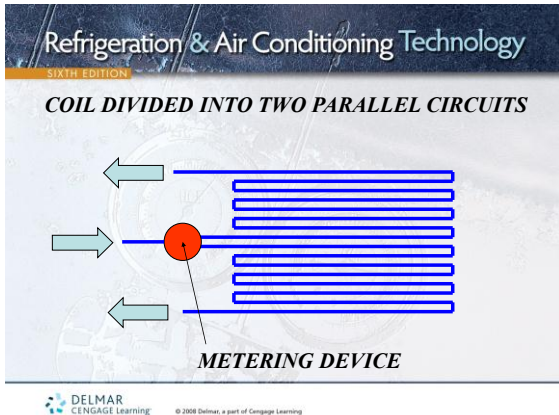 Refrigeration & Air Conditioning Technology
SIXTH EDITION
COIL DIVIDED INTO TWO PARALLEL CIRCUITS
METERING DEVICE
DELMAR
CENGAGE Learning
© 2008 Delmar, a part of Cengage Learning